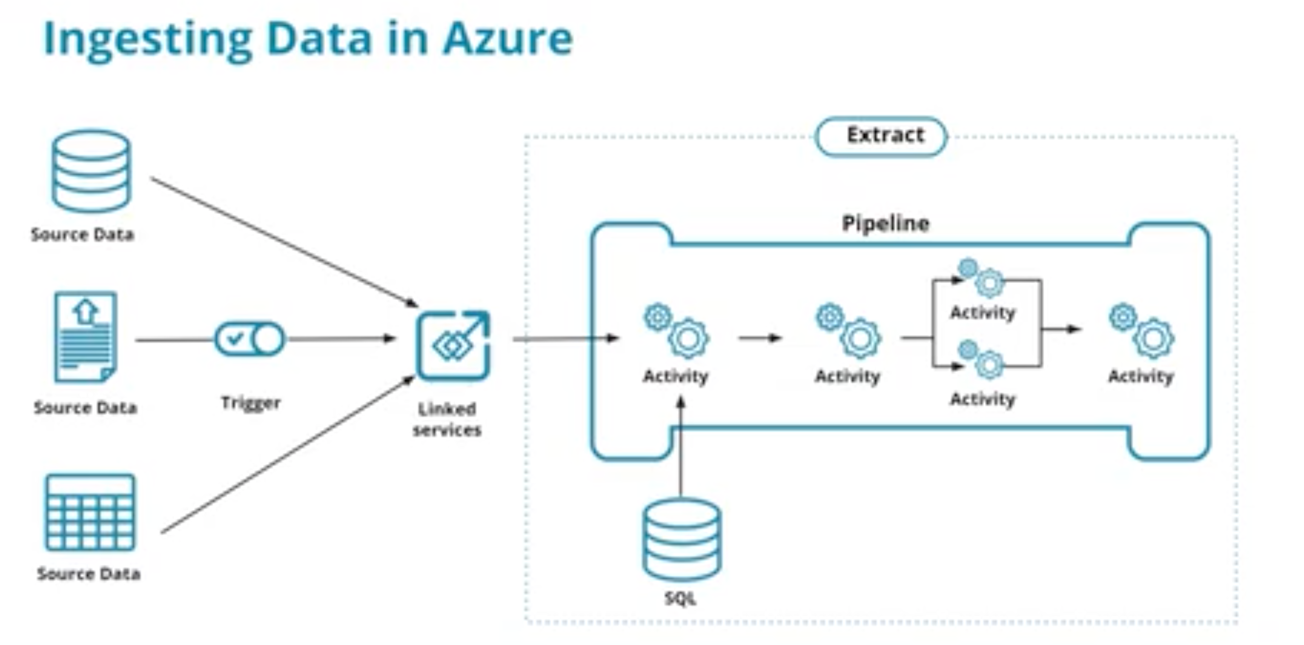 Ingesting Data in Azure
Extract
Source Data
Pipeline
Activity
Activity
Activity
Activity
Activity
Source Data
Trigger
Linked
services
Source Data
SQL